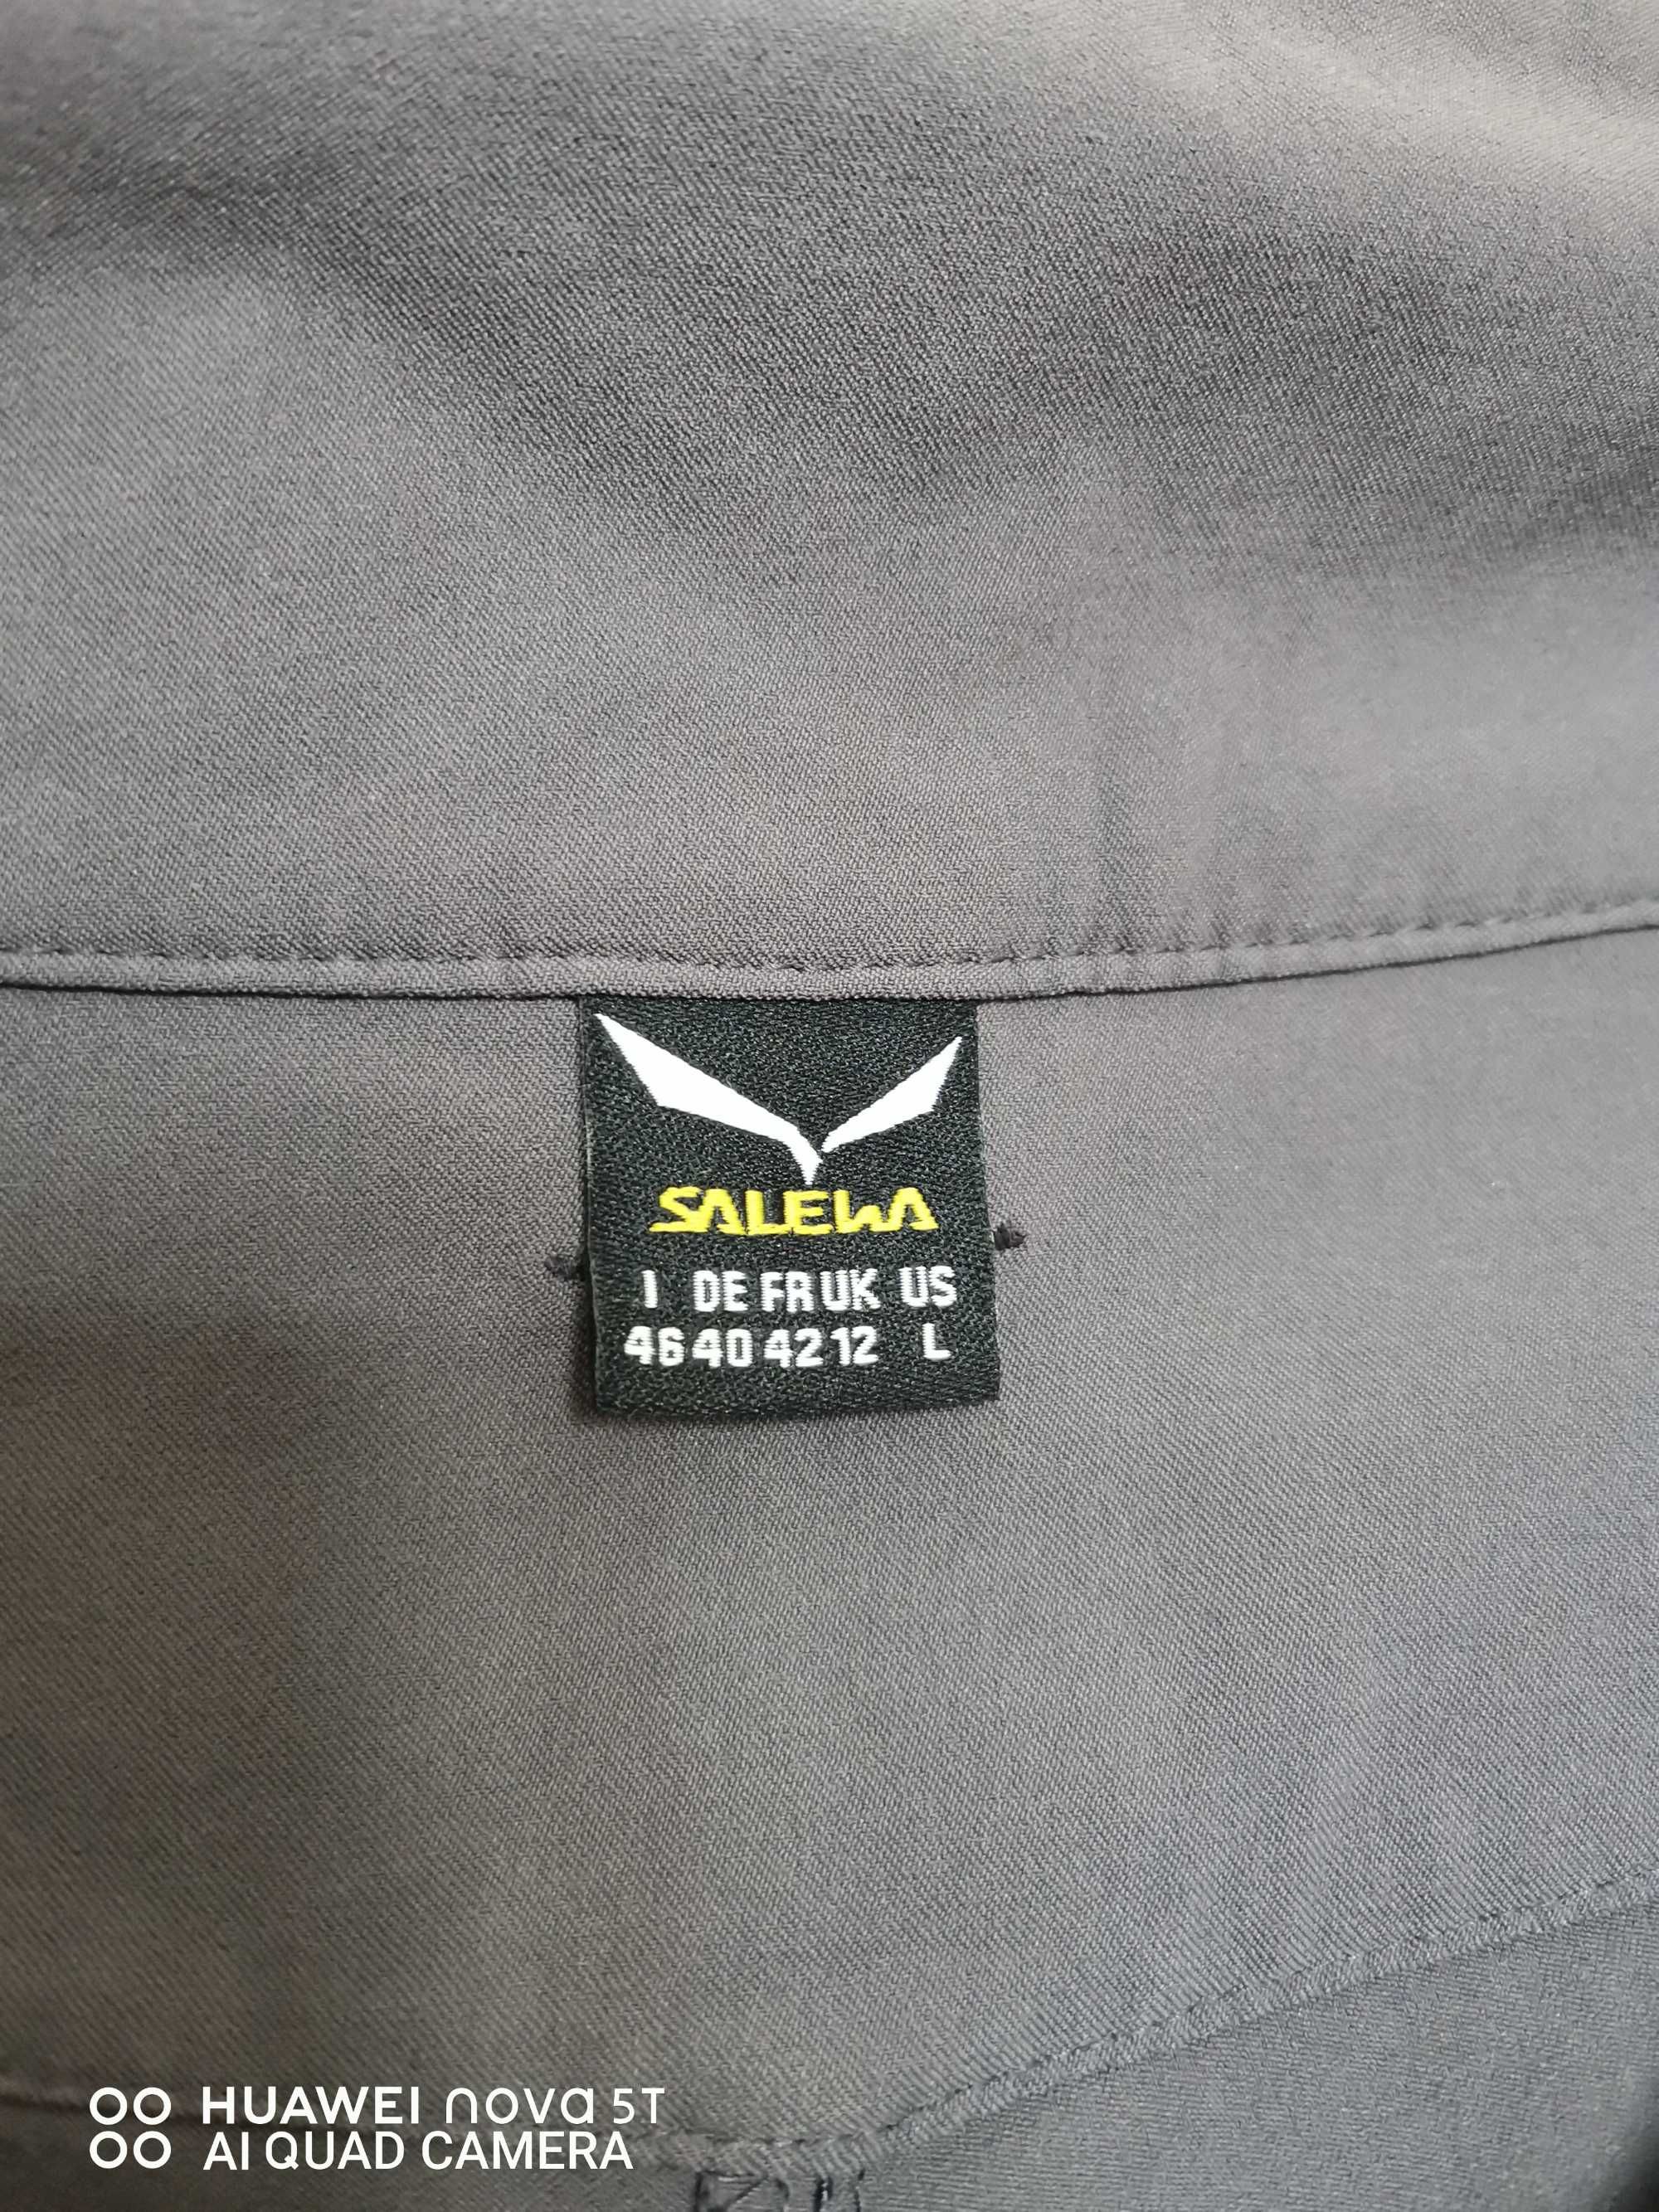 SALEWA
I DE FR UK US
46 40 42 12 L
HUAWEI nova 5T
AI QUAD CAMERA